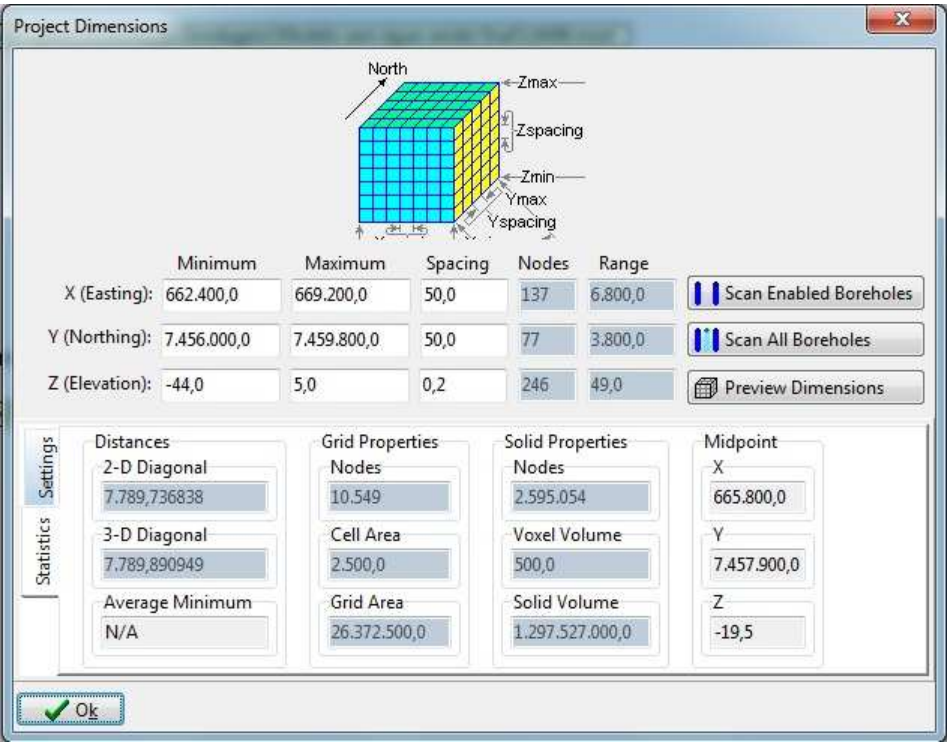 Project Dimensions
North
Zmax
Zspacing
Zmin
Ymax
Yspacing
Minimum Maximum Spacing Nodes Range
X (Easting): 662.400,0 669.200,0 50,0 137 6.800,0 Scan Enabled Boreholes
Y (Northing): 7.456.000,0 7.459.800,0 50,0 77 3.800,0 Scan All Boreholes
Z (Elevation): -44,0 5,0 0,2 246 49,0 Preview Dimensions
Settings
Statistics
Distances Grid Properties Solid Properties Midpoint
2-D Diagonal Nodes Nodes X
7.789,736838 10.549 2.595.054 665.800,0
3-D Diagonal Cell Area Voxel Volume Y
7.789,890949 2.500,0 500,0 7.457.900,0
Average Minimum Grid Area Solid Volume Z
N/A 26.372.500,0 1.297.527.000,0 -19,5
Ok